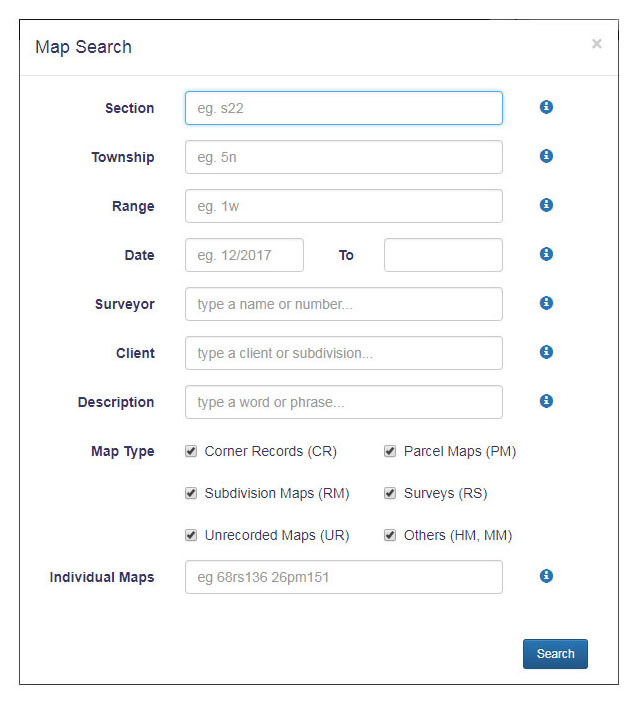 Map Search ×
Section eg. s22
Township eg. 5n
Range eg. 1w
Date eg. 12/2017 To
Surveyor type a name or number...
Client type a client or subdivision...
Description type a word or phrase...
Map Type Corner Records (CR) Parcel Maps (PM)
Subdivision Maps (RM) Surveys (RS)
Unrecorded Maps (UR) Others (HM, MM)
Individual Maps eg 68rs136 26pm151
Search